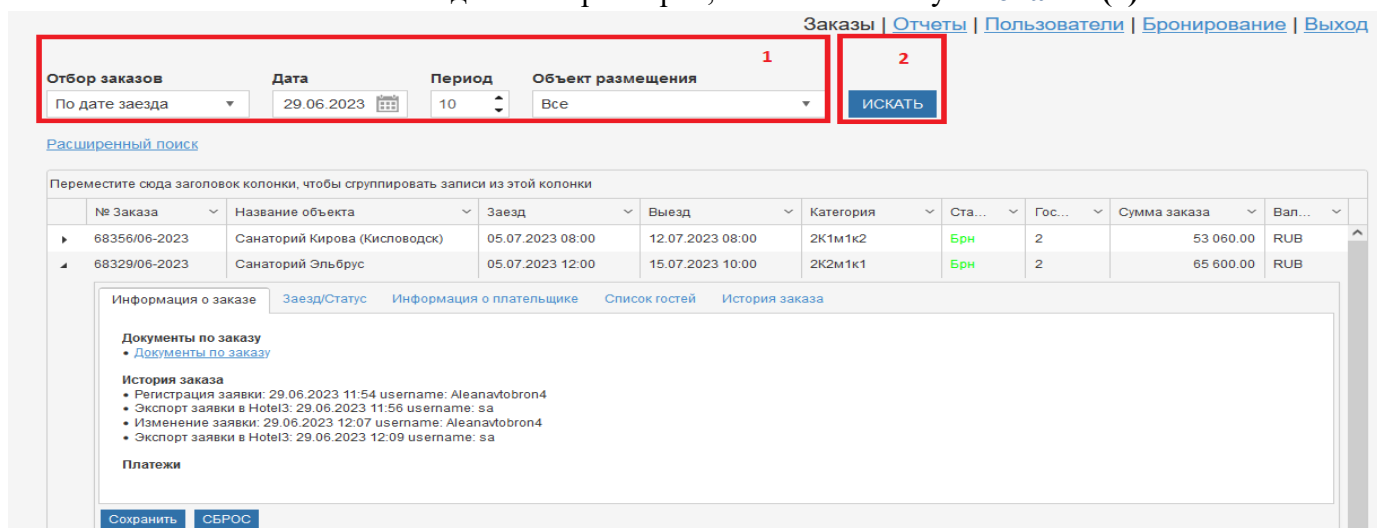 Заказы | Отчеты | Пользователи | Бронирование | Выход
1
2
Отбор заказов Дата Период Объект размещения
По дате заезда 29.06.2023 10 Все ИСКАТЬ
Расширенный поиск
Переместите сюда заголовок колонки, чтобы сгруппировать записи из этой колонки
№ Заказа Название объекта Заезд Выезд Категория Ста... Гос... Сумма заказа Вал...
68356/06-2023 Санаторий Кирова (Кисловодск) 05.07.2023 08:00 12.07.2023 08:00 2К1м1к2 Брн 2 53 060.00 RUB
68329/06-2023 Санаторий Эльбрус 05.07.2023 12:00 15.07.2023 10:00 2К2м1к1 Брн 2 65 600.00 RUB
Информация о заказе Заезд/Статус Информация о плательщике Список гостей История заказа
Документы по заказу
• Документы по заказу
История заказа
• Регистрация заявки: 29.06.2023 11:54 username: Aleanavtobron4
• Экспорт заявки в Hotel3: 29.06.2023 11:56 username: sa
• Изменение заявки: 29.06.2023 12:07 username: Aleanavtobron4
• Экспорт заявки в Hotel3: 29.06.2023 12:09 username: sa
Платежи
Сохранить СБРОС